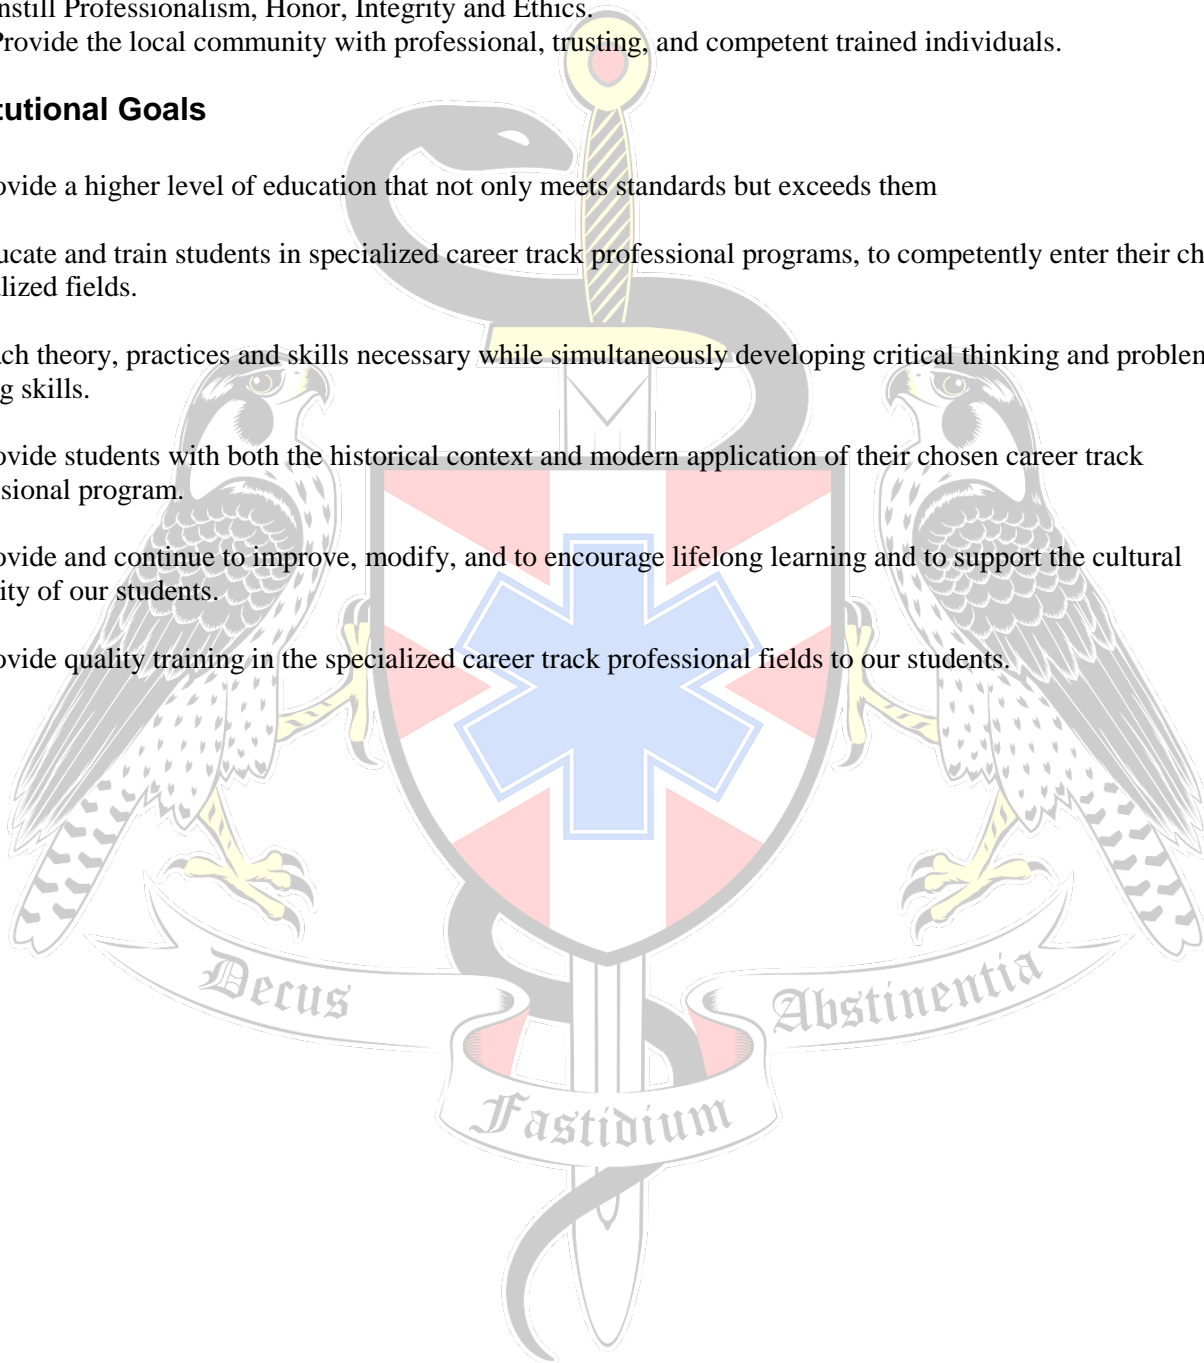 nstill Professionalism, Honor, Integrity and Ethics.
Provide the local community with professional, trusting, and competent trained individuals.
tutional Goals
ovide a higher level of education that not only meets standards but exceeds them
ucate and train students in specialized career track professional programs, to competently enter their ch
alized fields.
ach theory, practices and skills necessary while simultaneously developing critical thinking and problem
g skills.
ovide students with both the historical context and modern application of their chosen career track
ssional program.
ovide and continue to improve, modify, and to encourage lifelong learning and to support the cultural
ity of our students.
ovide quality training in the specialized career track professional fields to our students.
Decus
Abstinentia
Fastidium